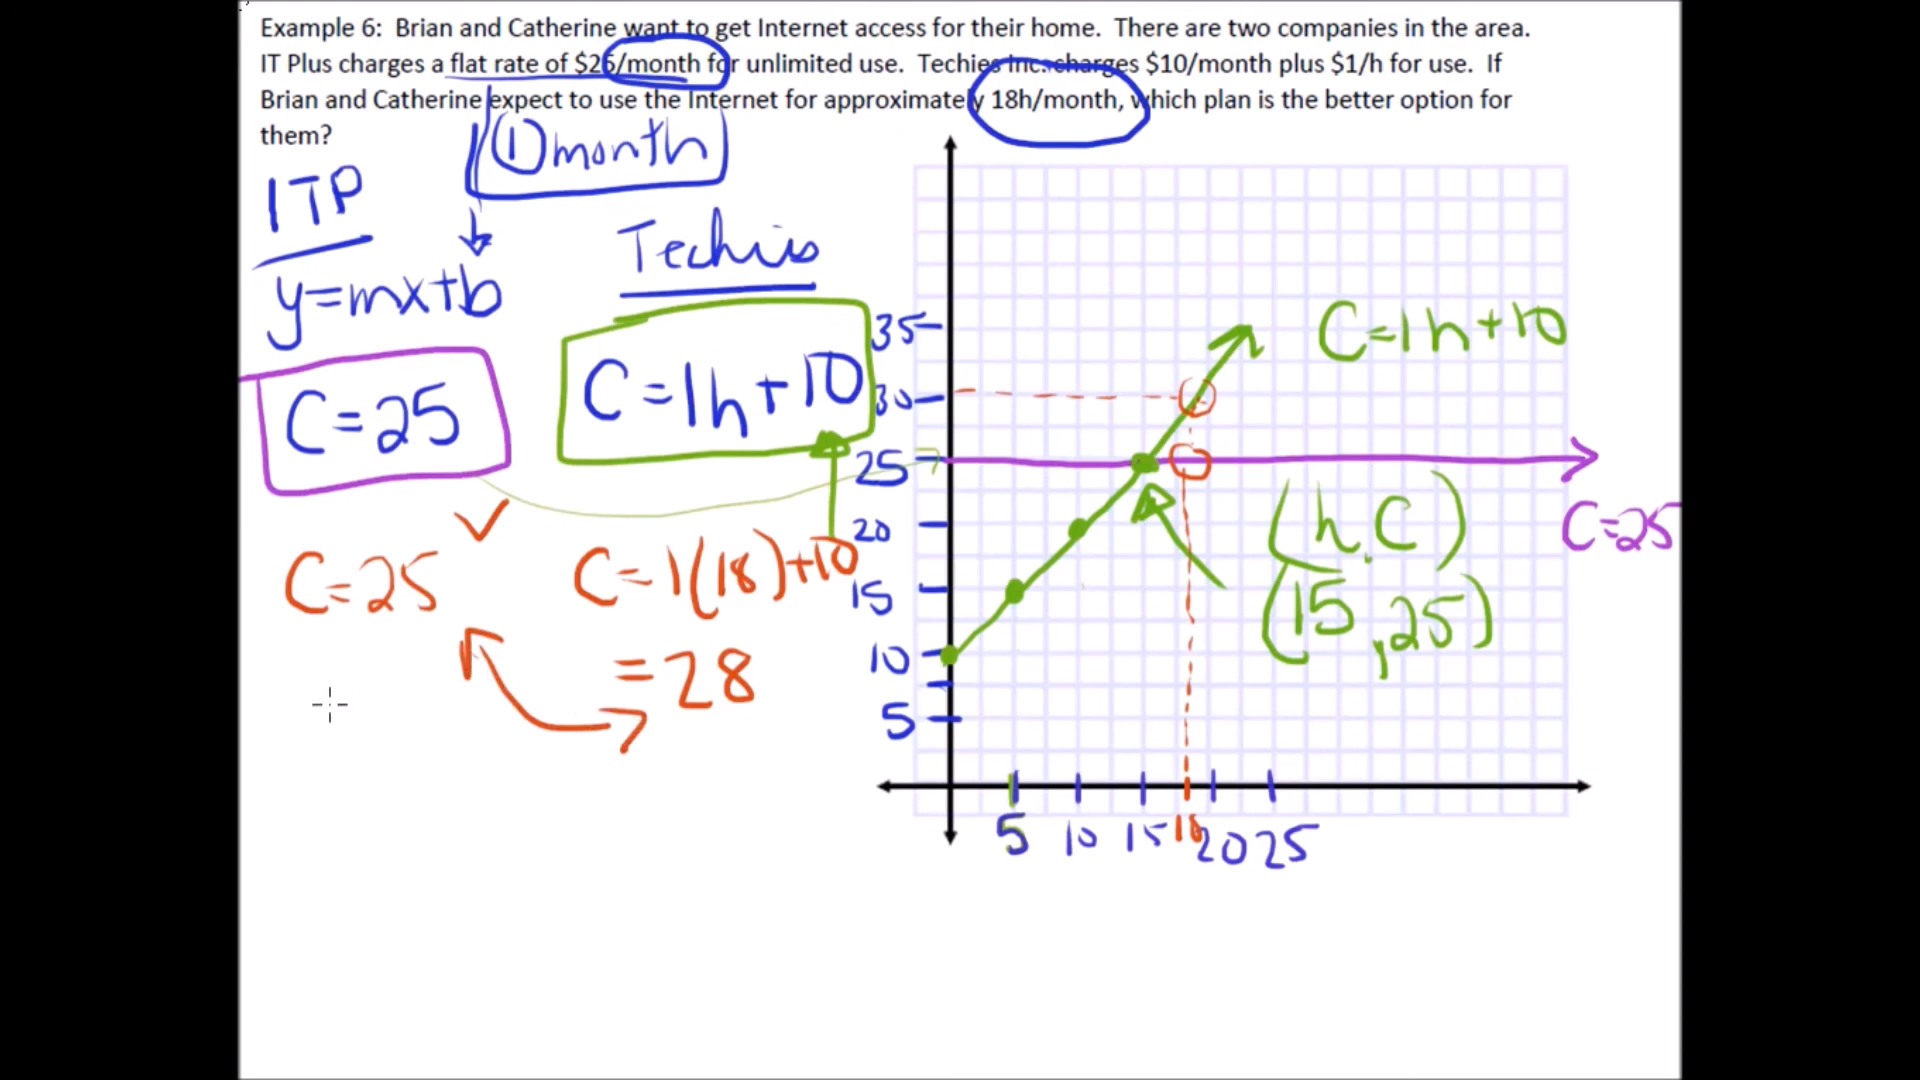 Example 6: Brian and Catherine want to get Internet access for their home. There are two companies in the area.
IT Plus charges a flat rate of $25/month for unlimited use. Techies Inc. charges $10/month plus $1/h for use. If
Brian and Catherine expect to use the Internet for approximately 18h/month, which plan is the better option for
them?
1 month
ITP
Techis
y=mx+b
C=25
C=1h+10
C=25
C=1(18)+10
=28
35
30
25
20
15
10
5
5 10 15 18 20 25
C=1h+10
C=25
(h,C)
(15,25)